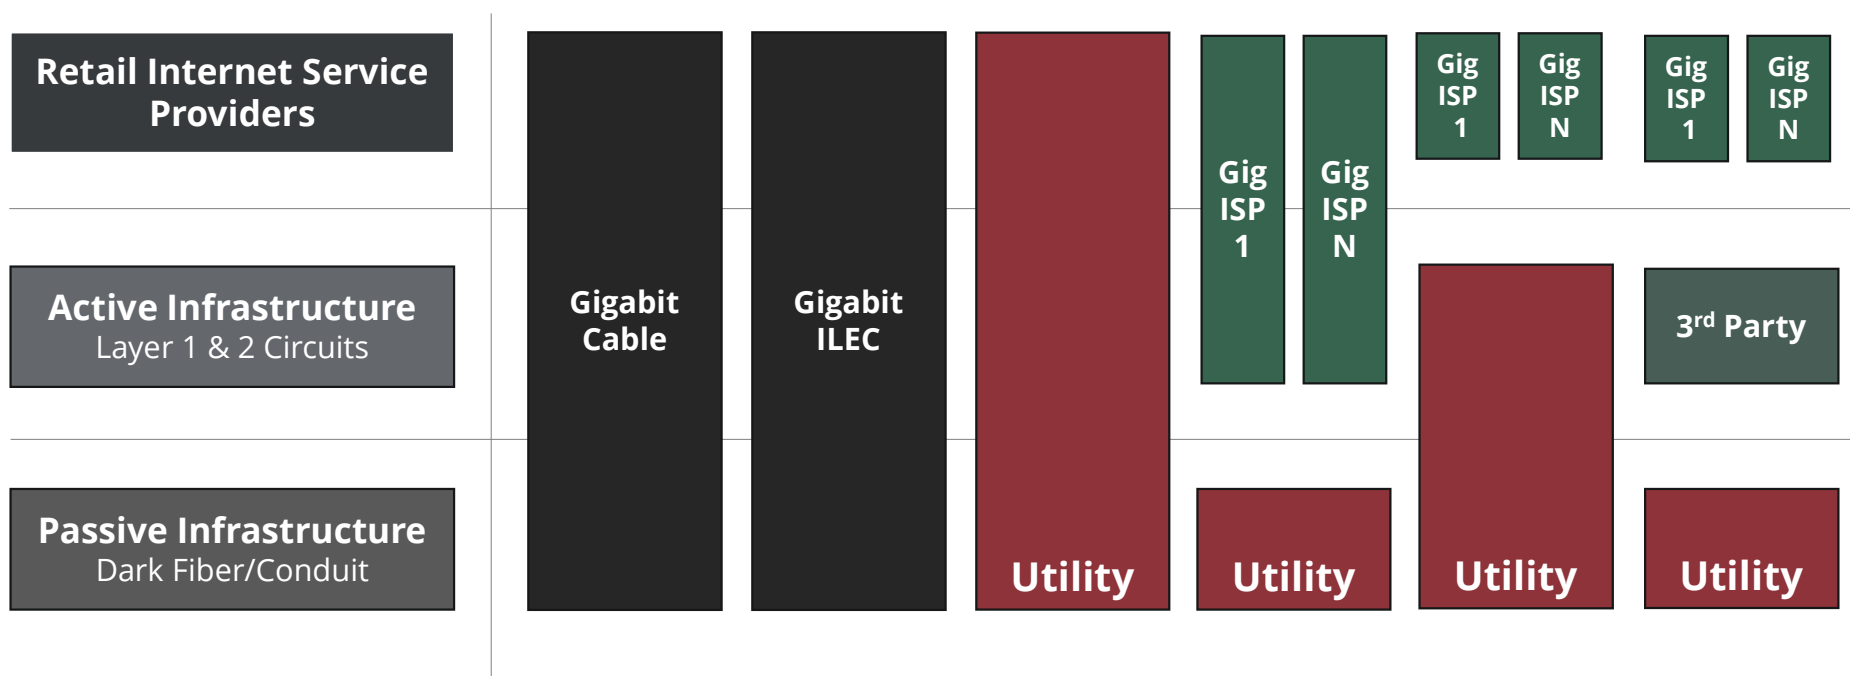 Retail Internet Service
Providers
Active Infrastructure
Layer 1 & 2 Circuits
Passive Infrastructure
Dark Fiber/Conduit
Gigabit
Cable
Gigabit
ILEC
Utility
Gig
ISP
1
Gig
ISP
N
Utility
Gig
ISP
1
Gig
ISP
N
Utility
Gig
ISP
1
Gig
ISP
N
3rd Party
Utility